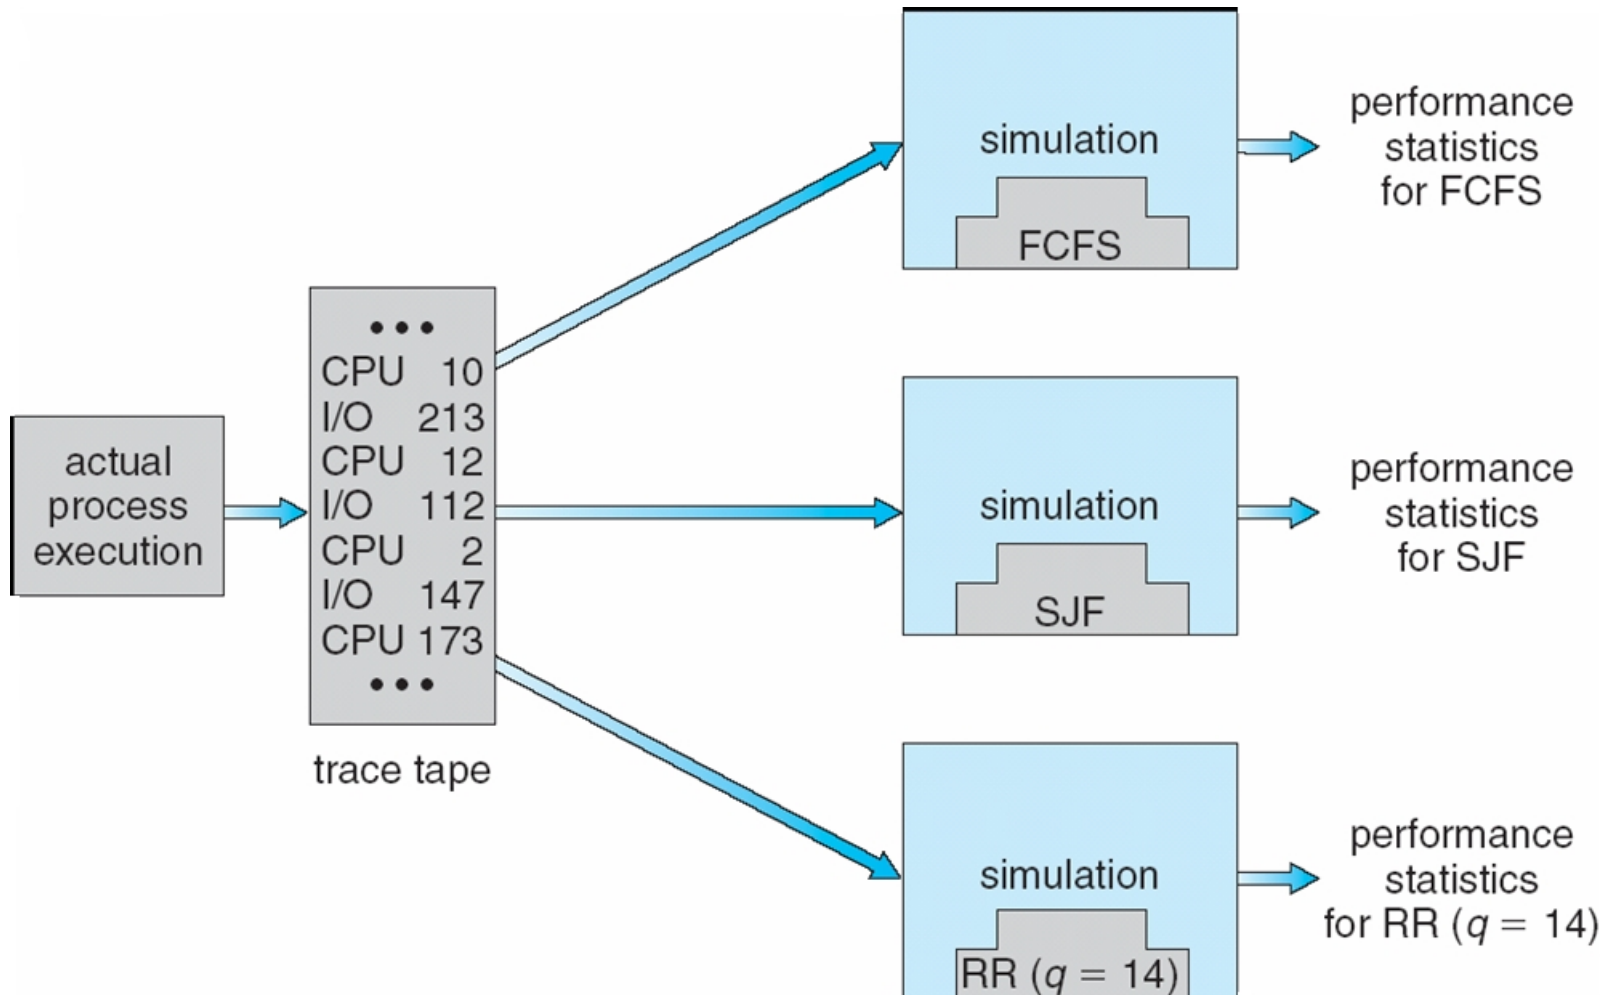 actual
process
execution
•••
CPU 10
I/O 213
CPU 12
I/O 112
CPU 2
I/O 147
CPU 173
•••
trace tape
simulation
FCFS
performance
statistics
for FCFS
simulation
SJF
performance
statistics
for SJF
simulation
RR (q = 14)
performance
statistics
for RR (q = 14)